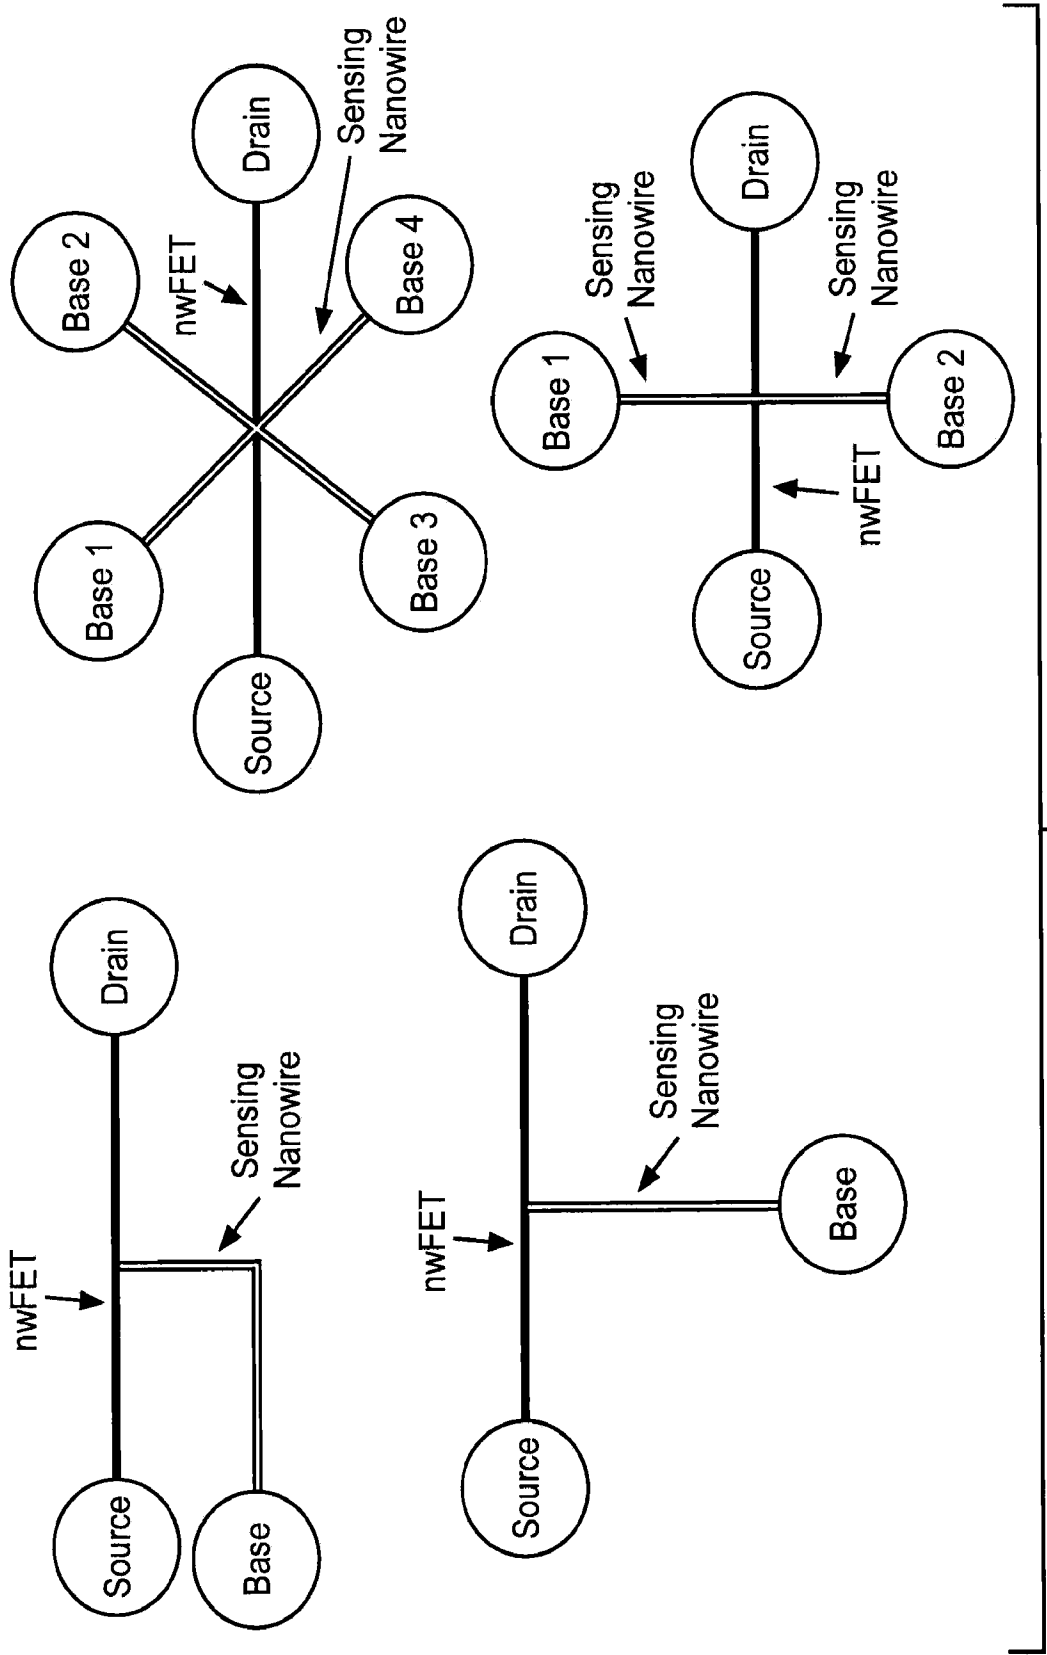 nwFET
Source
Drain
Base
Sensing
Nanowire
Base 1
Base 2
nwFET
Source
Drain
Sensing
Nanowire
Base 3
Base 4
nwFET
Source
Drain
Sensing
Nanowire
Base
Base 1
Sensing
Nanowire
Source
Drain
nwFET
Sensing
Nanowire
Base 2